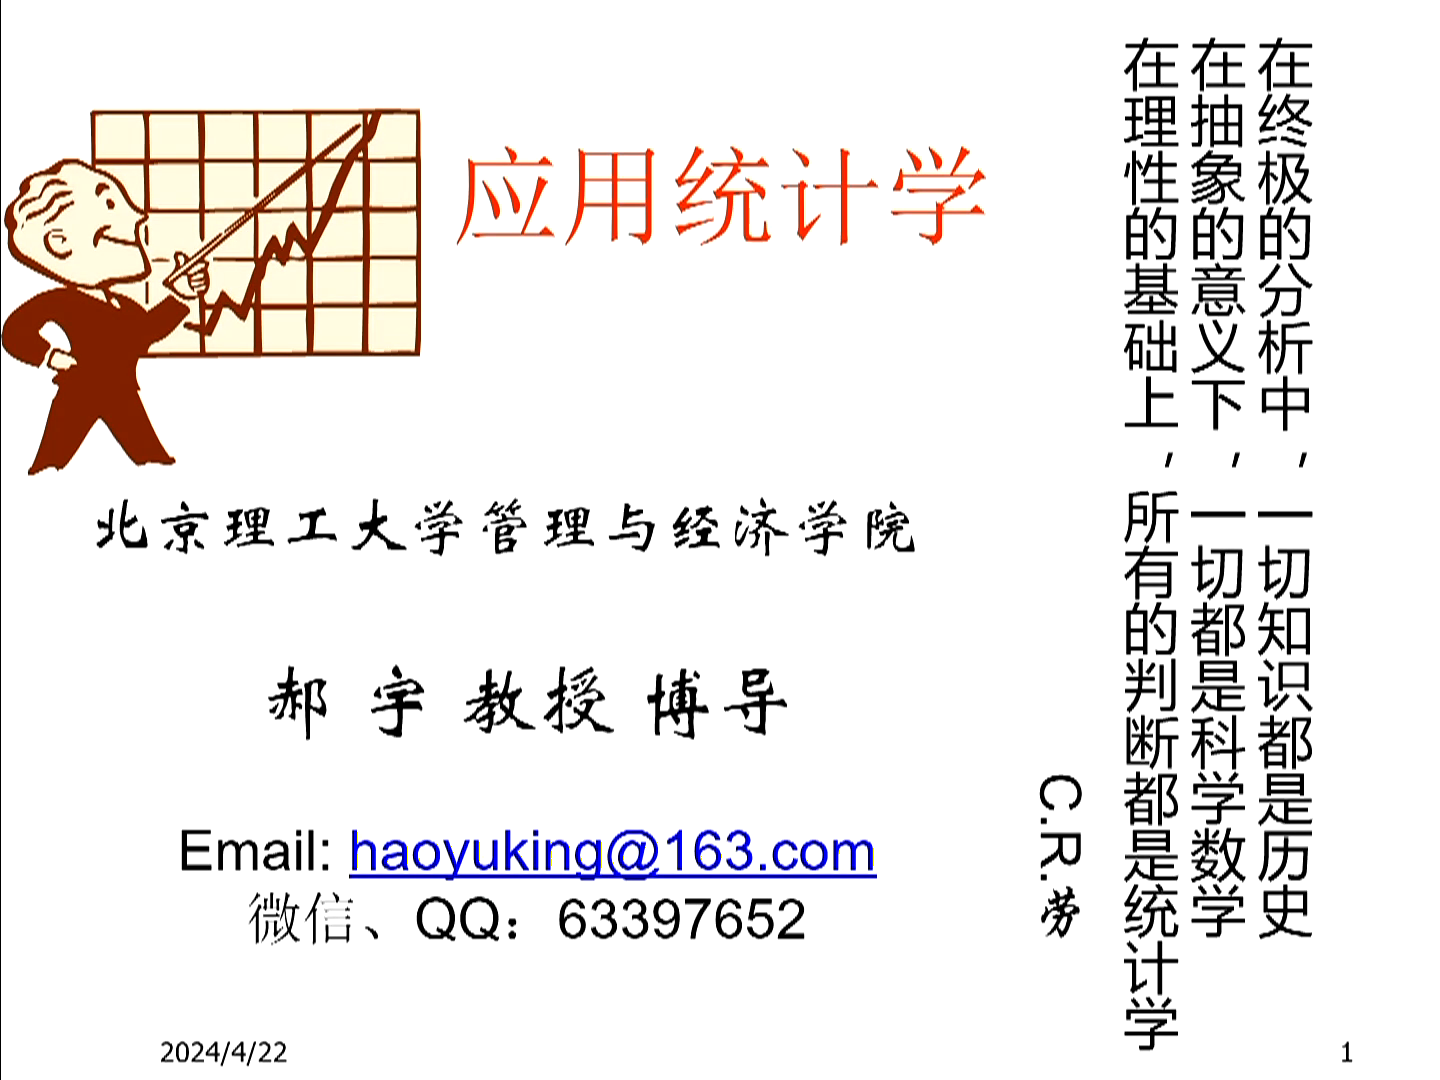 应用统计学
北京理工大学管理与经济学院
郝 宇 教授 博导
Email: haoyuking@163.com
微信、QQ：63397652
在终极的分析中，一切知识都是历史
在抽象的意义下，一切都是科学数学
在理性的基础上，所有的判断都是统计学
C.R.劳
2024/4/22
1